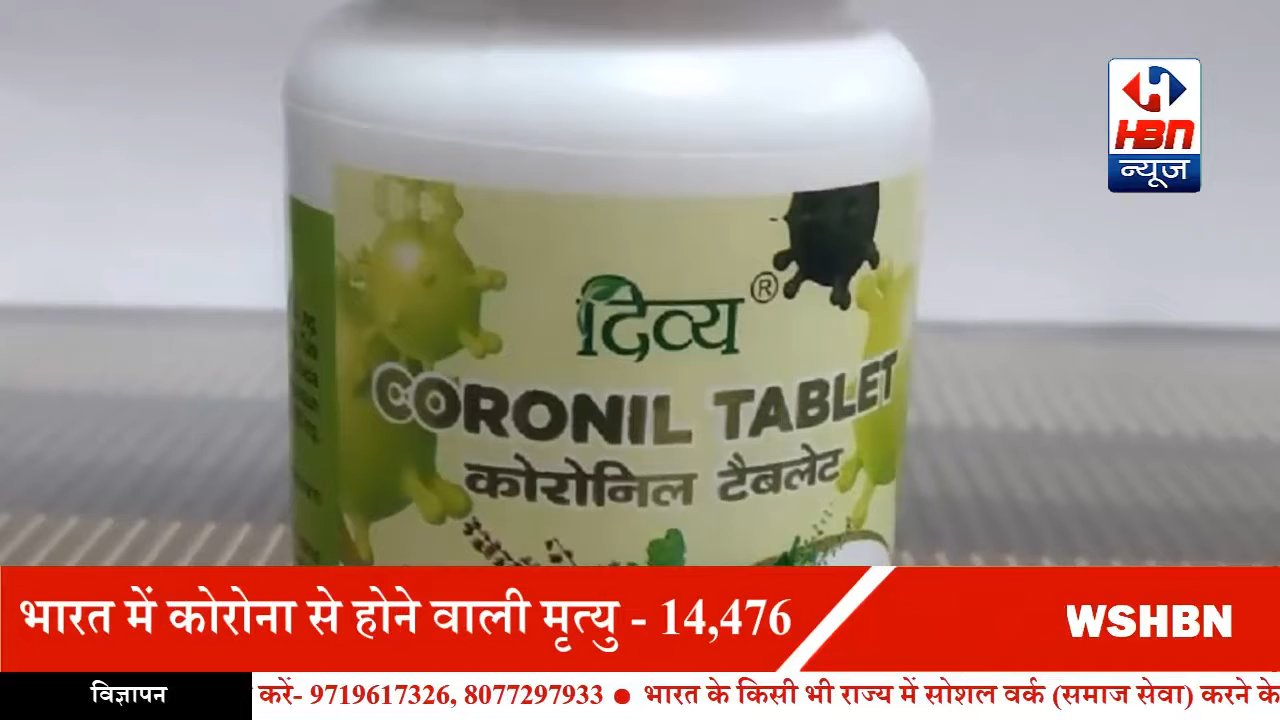 HBN
न्यूज
दिव्य ®
CORONIL TABLET
कोरोनिल टैबलेट
भारत में कोरोना से होने वाली मृत्यु - 14,476
WSHBN
विज्ञापन
करें- 9719617326, 8077297933 ● भारत के किसी भी राज्य में सोशल वर्क (समाज सेवा) करने के